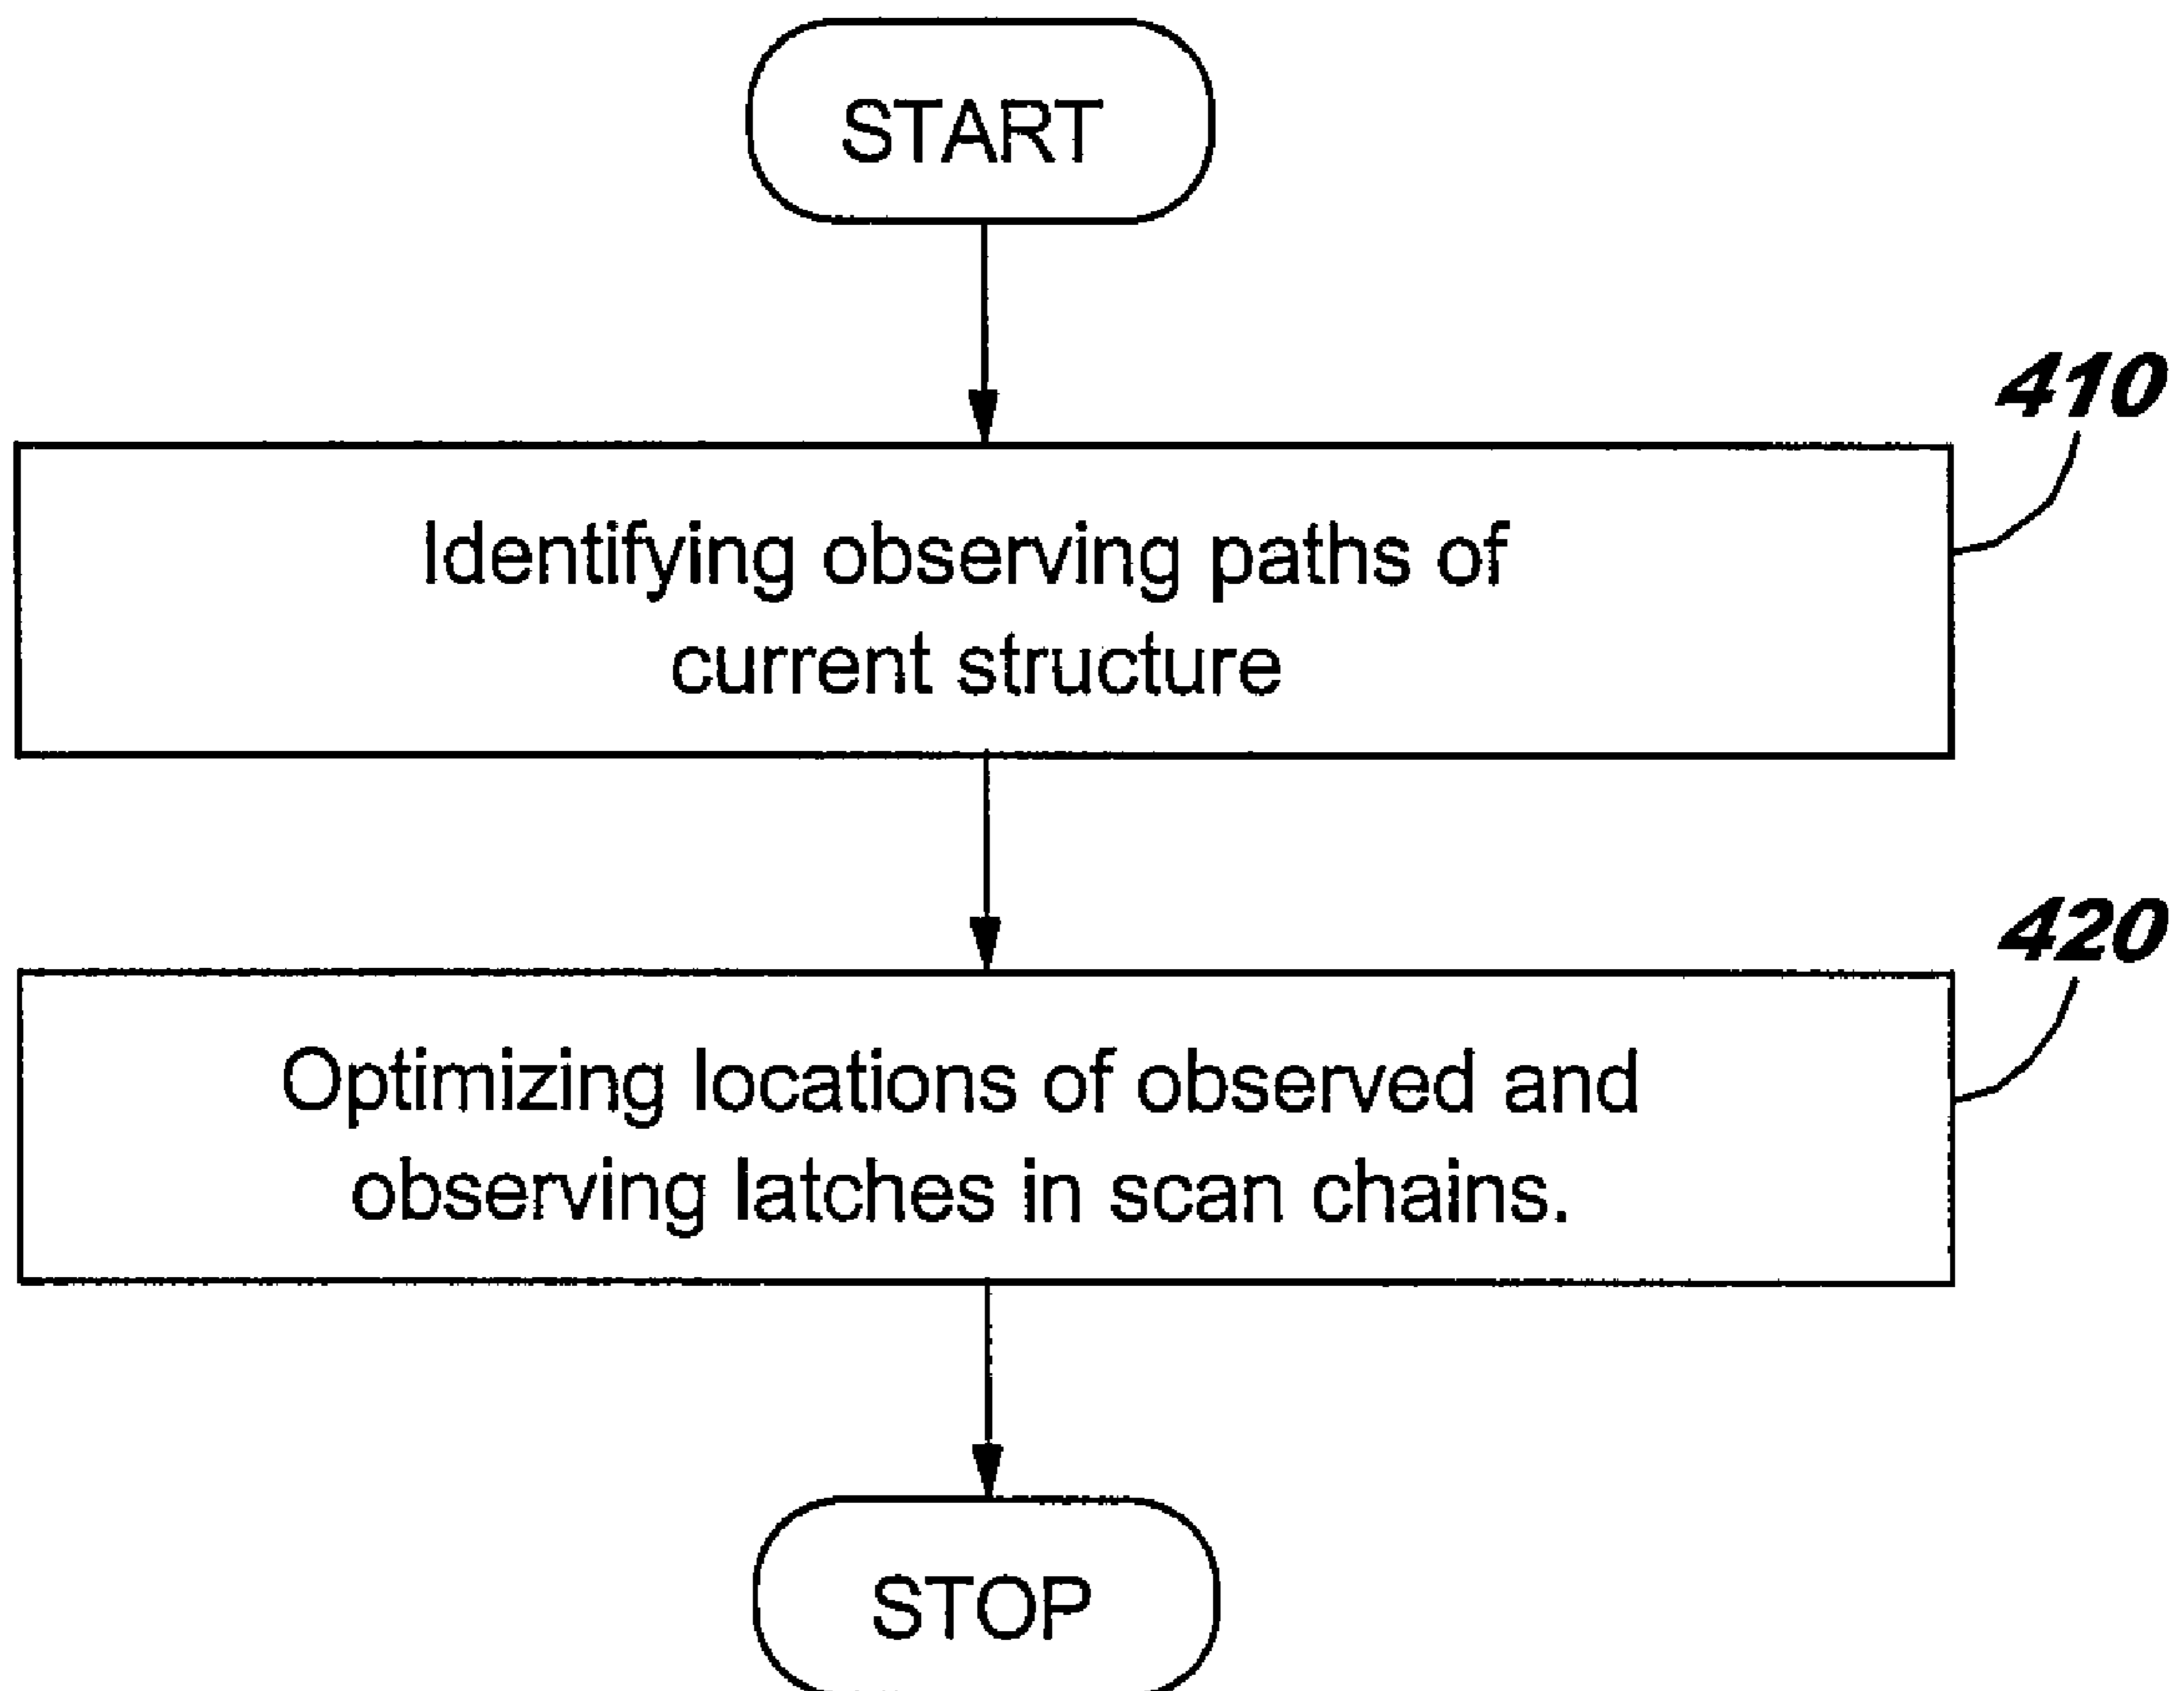 START
410
Identifying observing paths of
current structure
420
Optimizing locations of observed and
observing latches in scan chains.
STOP